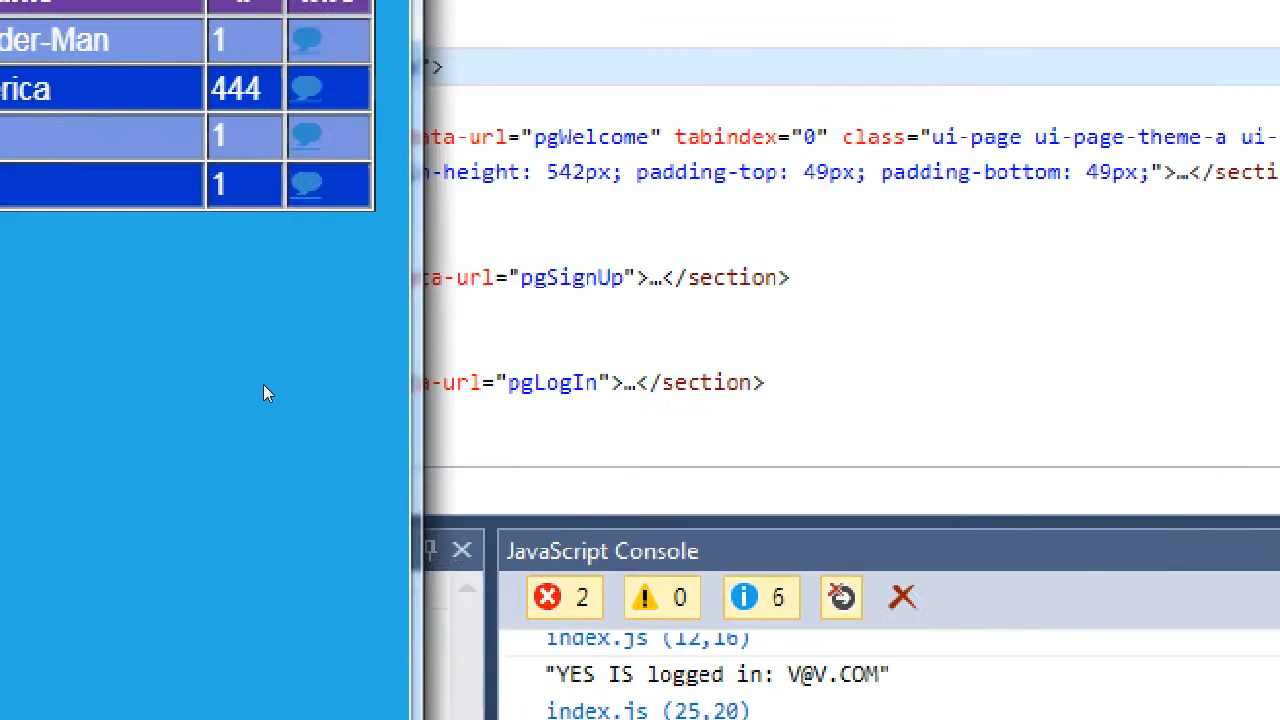 der-Man 1
rica 444
1
1
">
ata-url="pgWelcome" tabindex="0" class="ui-page ui-page-theme-a ui-
n-height: 542px; padding-top: 49px; padding-bottom: 49px;">…</secti
ta-url="pgSignUp">…</section>
a-url="pgLogIn">…</section>
JavaScript Console
2 0 6
index.js (12,16)
"YES IS logged in: V@V.COM"
index.js (25,20)